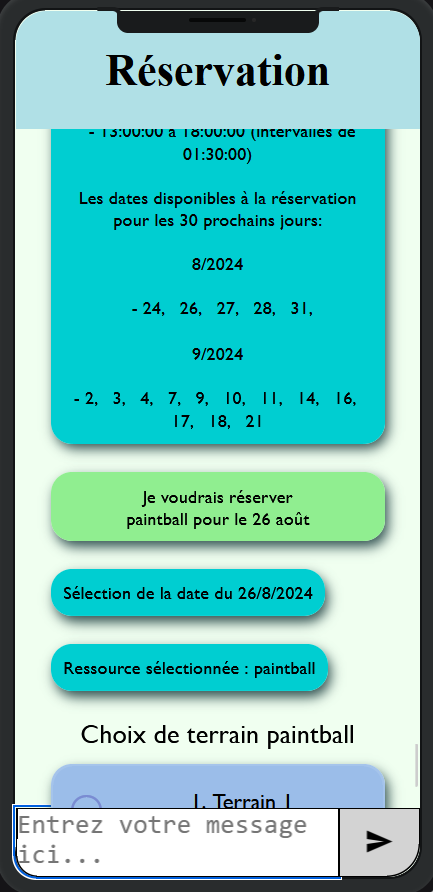 Réservation
- 13:00:00 à 18:00:00 (intervalles de
01:30:00)
Les dates disponibles à la réservation
pour les 30 prochains jours:
8/2024
- 24, 26, 27, 28, 31,
9/2024
- 2, 3, 4, 7, 9, 10, 11, 14, 16,
17, 18, 21
Je voudrais réserver
paintball pour le 26 août
Sélection de la date du 26/8/2024
Ressource sélectionnée : paintball
Choix de terrain paintball
1. Terrain 1
Entrez votre message
ici...